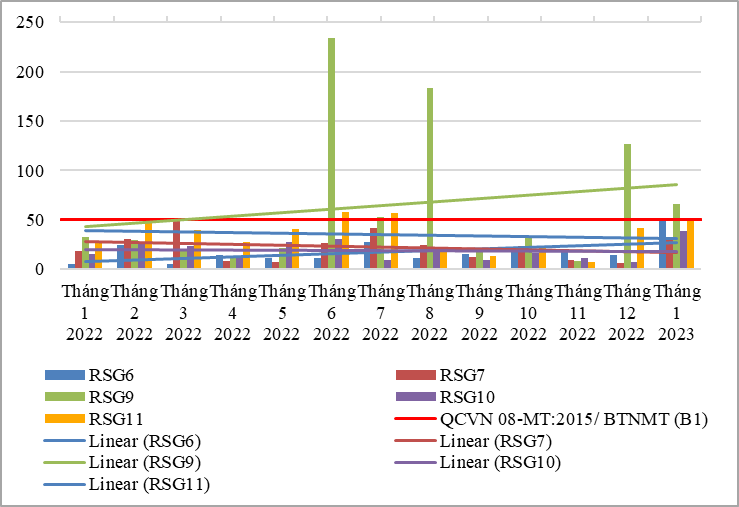 250
200
150
100
50
0
Tháng Tháng Tháng Tháng Tháng Tháng Tháng Tháng Tháng Tháng Tháng Tháng Tháng
1 2 3 4 5 6 7 8 9 10 11 12 1
2022 2022 2022 2022 2022 2022 2022 2022 2022 2022 2022 2022 2023
RSG6 RSG7
RSG9 RSG10
RSG11 QCVN 08-MT:2015/ BTNMT (B1)
Linear (RSG6) Linear (RSG7)
Linear (RSG9) Linear (RSG10)
Linear (RSG11)